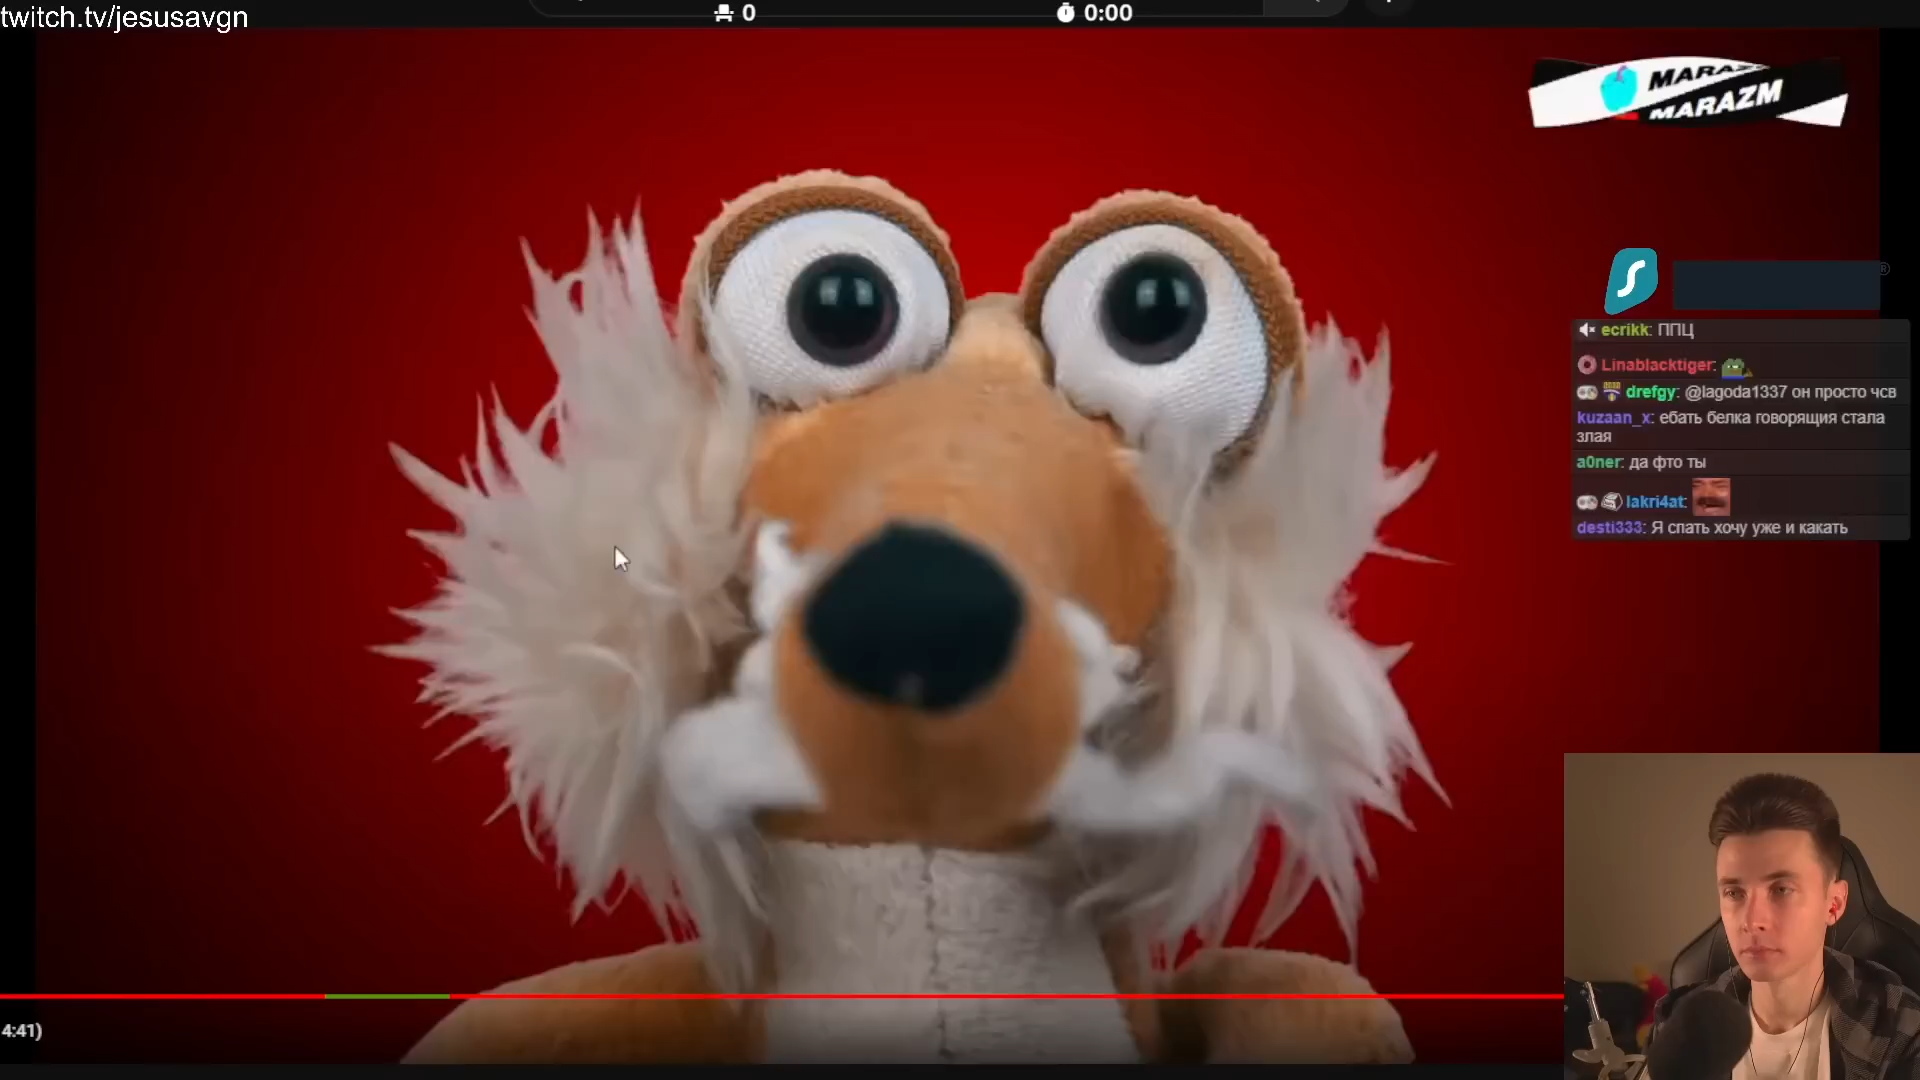 twitch.tv/jesusavgn
0
0:00
MARAZM
MARAZM
ecrikk: ППЦ
Linablacktiger:
drefgy: @lagoda1337 он просто чсв
kuzaan_x: ебать белка говорящия стала
злая
a0ner: да фто ты
lakri4at:
desti333: Я спать хочу уже и какать
4:41)